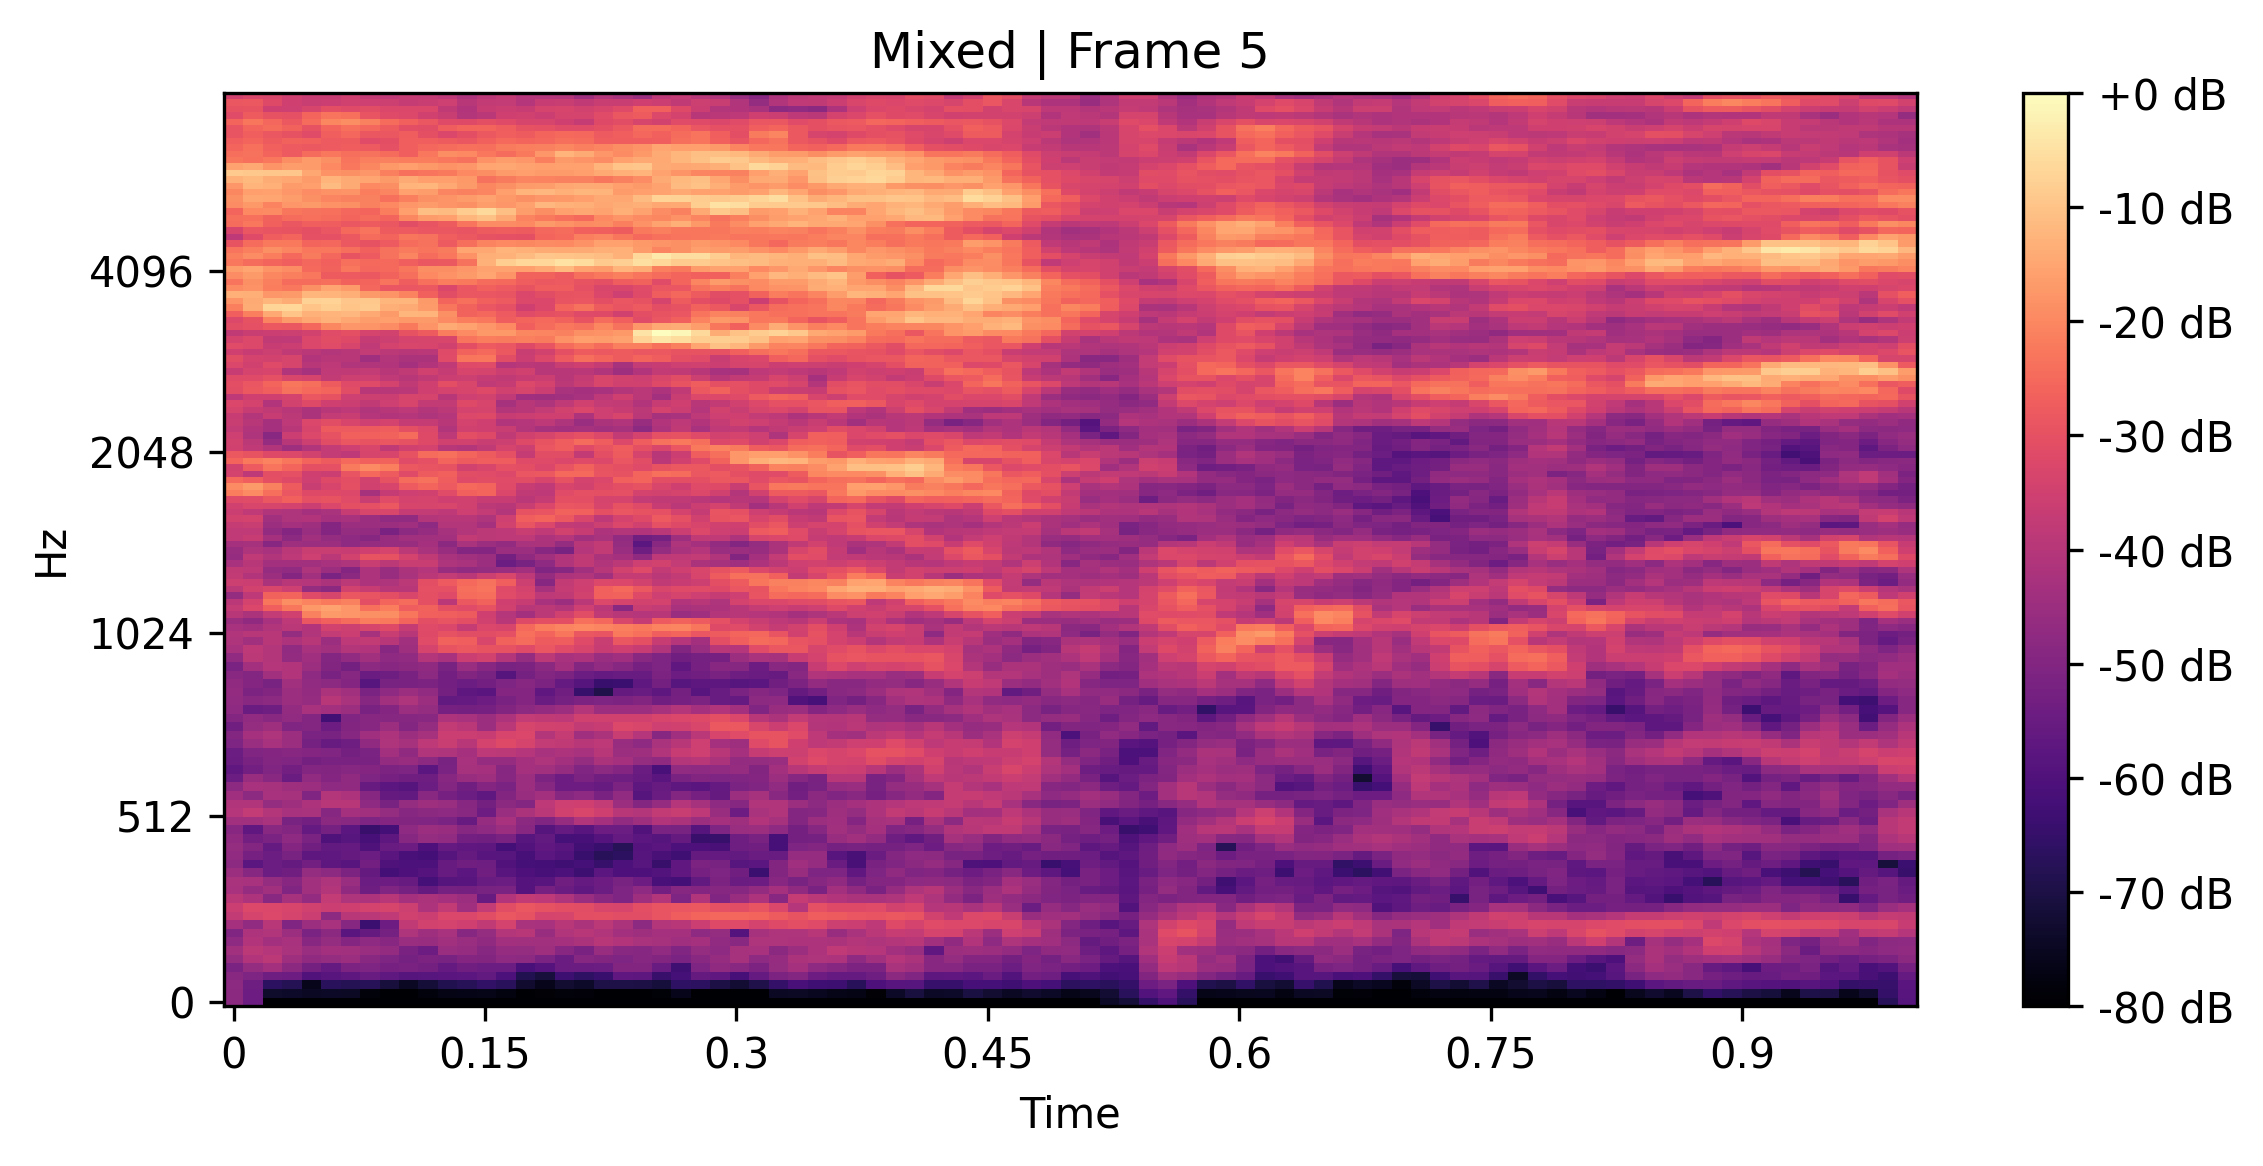 Mixed | Frame 5
Hz
4096
2048
1024
512
0
0 0.15 0.3 0.45 0.6 0.75 0.9
Time
+0 dB
-10 dB
-20 dB
-30 dB
-40 dB
-50 dB
-60 dB
-70 dB
-80 dB